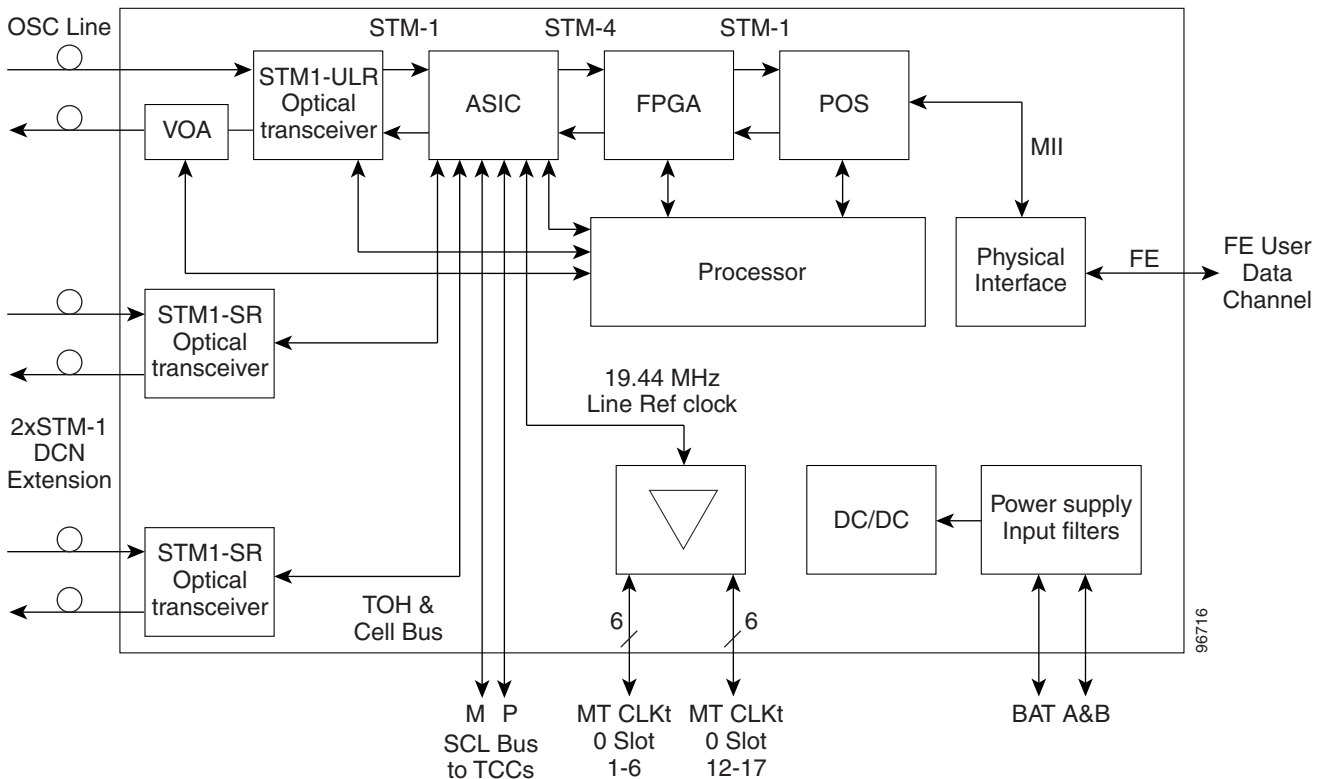 OSC Line
STM-1
STM-4
STM-1
STM1-ULR
Optical
transceiver
ASIC
FPGA
POS
VOA
MII
Processor
Physical
Interface
FE
FE User
Data
Channel
STM1-SR
Optical
transceiver
19.44 MHz
Line Ref clock
2xSTM-1
DCN
Extension
DC/DC
Power supply
Input filters
STM1-SR
Optical
transceiver
TOH &
Cell Bus
6
6
96716
M P
SCL Bus
to TCCs
MT CLKt
0 Slot
1-6
MT CLKt
0 Slot
12-17
BAT A&B